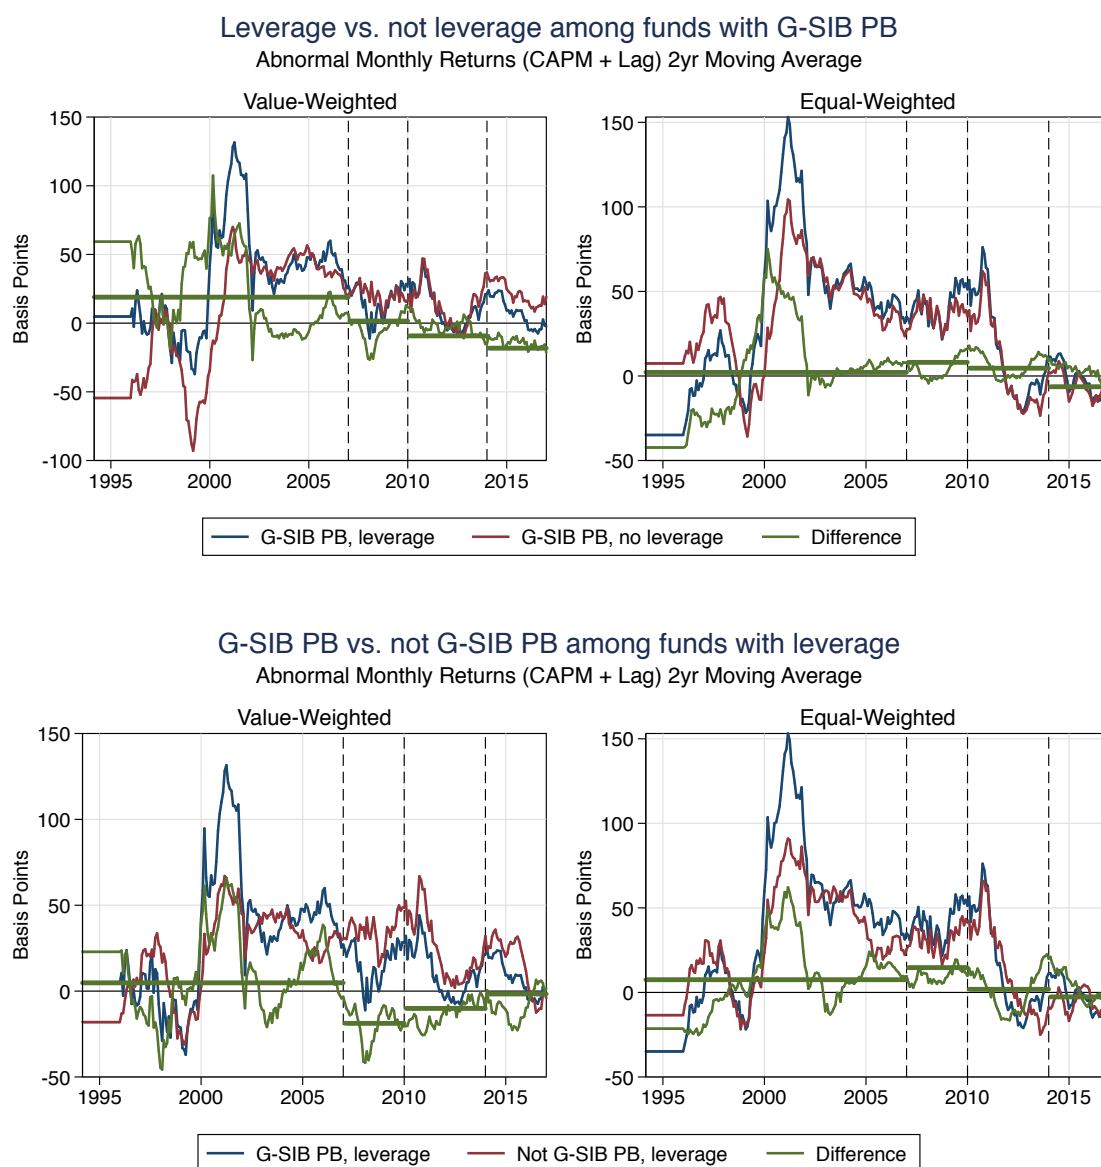 Leverage vs. not leverage among funds with G-SIB PB
Abnormal Monthly Returns (CAPM + Lag) 2yr Moving Average
Value-Weighted
Basis Points
150
100
50
0
-50
-100
1995 2000 2005 2010 2015
Equal-Weighted
Basis Points
150
100
50
0
-50
1995 2000 2005 2010 2015
G-SIB PB, leverage G-SIB PB, no leverage Difference
G-SIB PB vs. not G-SIB PB among funds with leverage
Abnormal Monthly Returns (CAPM + Lag) 2yr Moving Average
Value-Weighted
Basis Points
150
100
50
0
-50
1995 2000 2005 2010 2015
Equal-Weighted
Basis Points
150
100
50
0
-50
1995 2000 2005 2010 2015
G-SIB PB, leverage Not G-SIB PB, leverage Difference